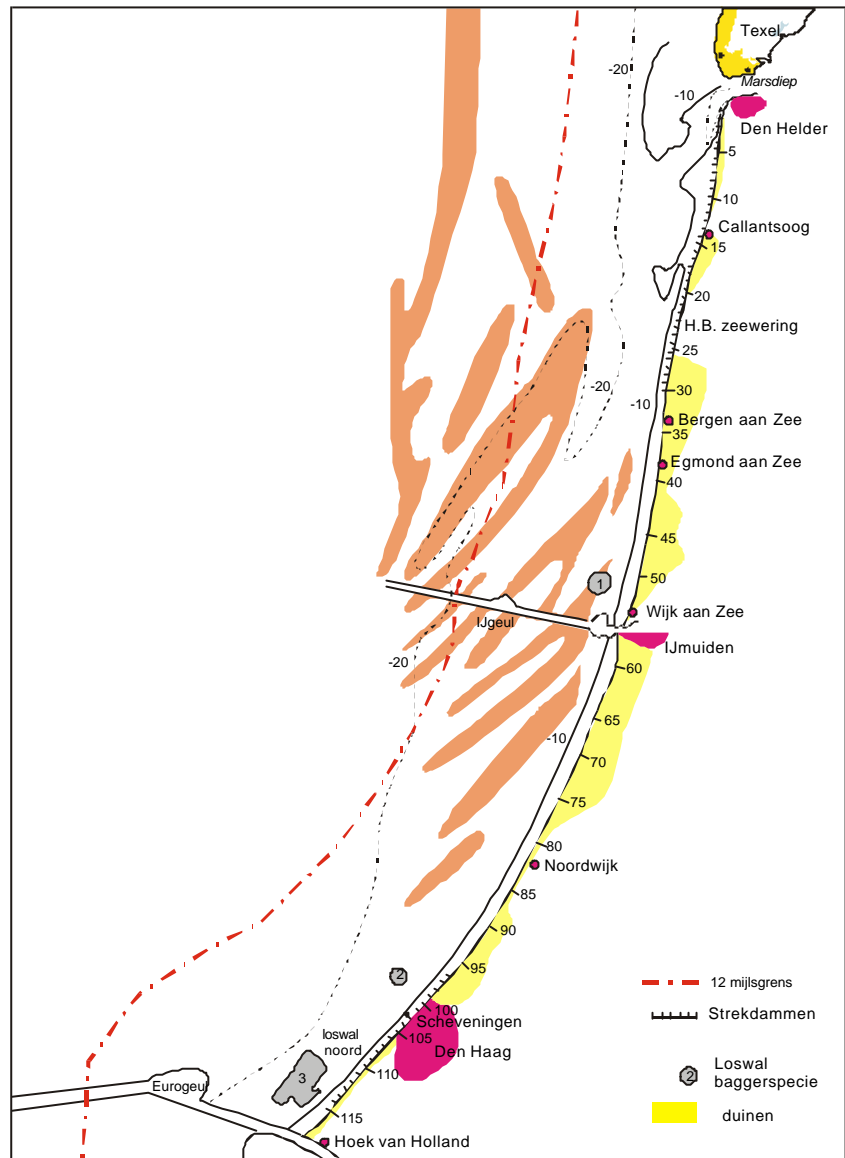 Texel
Marsdiep
-20
-10
Den Helder
5
10
Callantsoog
15
20
H.B. zeewering
25
-20
30
-10
Bergen aan Zee
35
Egmond aan Zee
40
45
50
1
Wijk aan Zee
IJgeul
IJmuiden
-20
60
65
-10
70
75
80
Noordwijk
85
90
95
2
100
Scheveningen
105
loswal
noord
Den Haag
110
3
Eurogeul
115
Hoek van Holland
12 mijlsgrens
Strekdammen
2
Loswal
baggerspecie
duinen